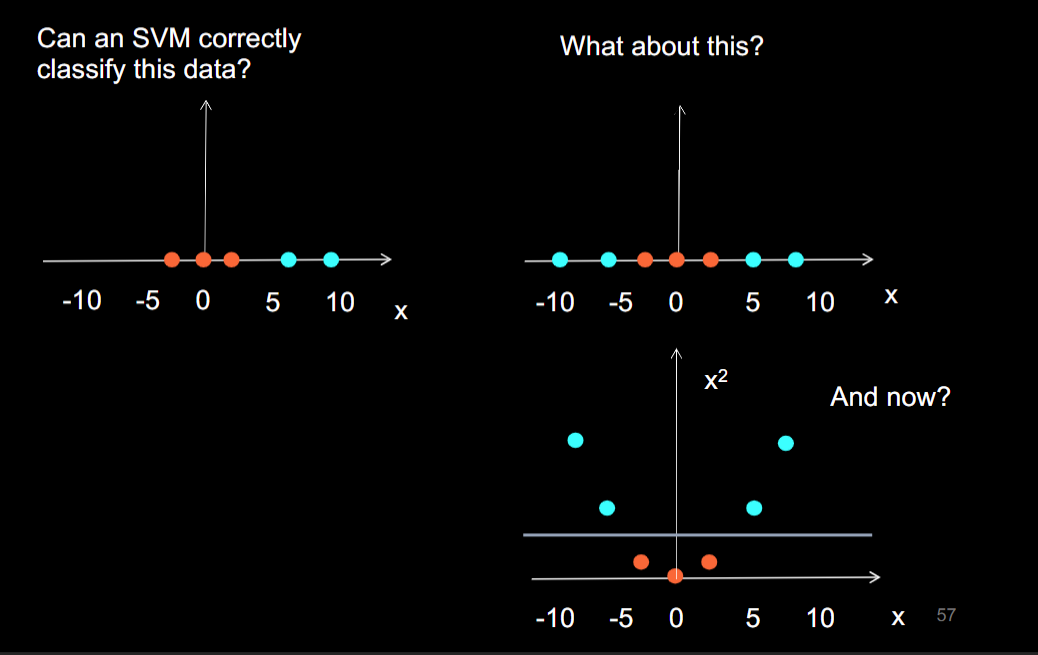 Can an SVM correctly
classify this data?
-10 -5 0 5 10 x
What about this?
-10 -5 0 5 10 x
x²
And now?
-10 -5 0 5 10 x 57